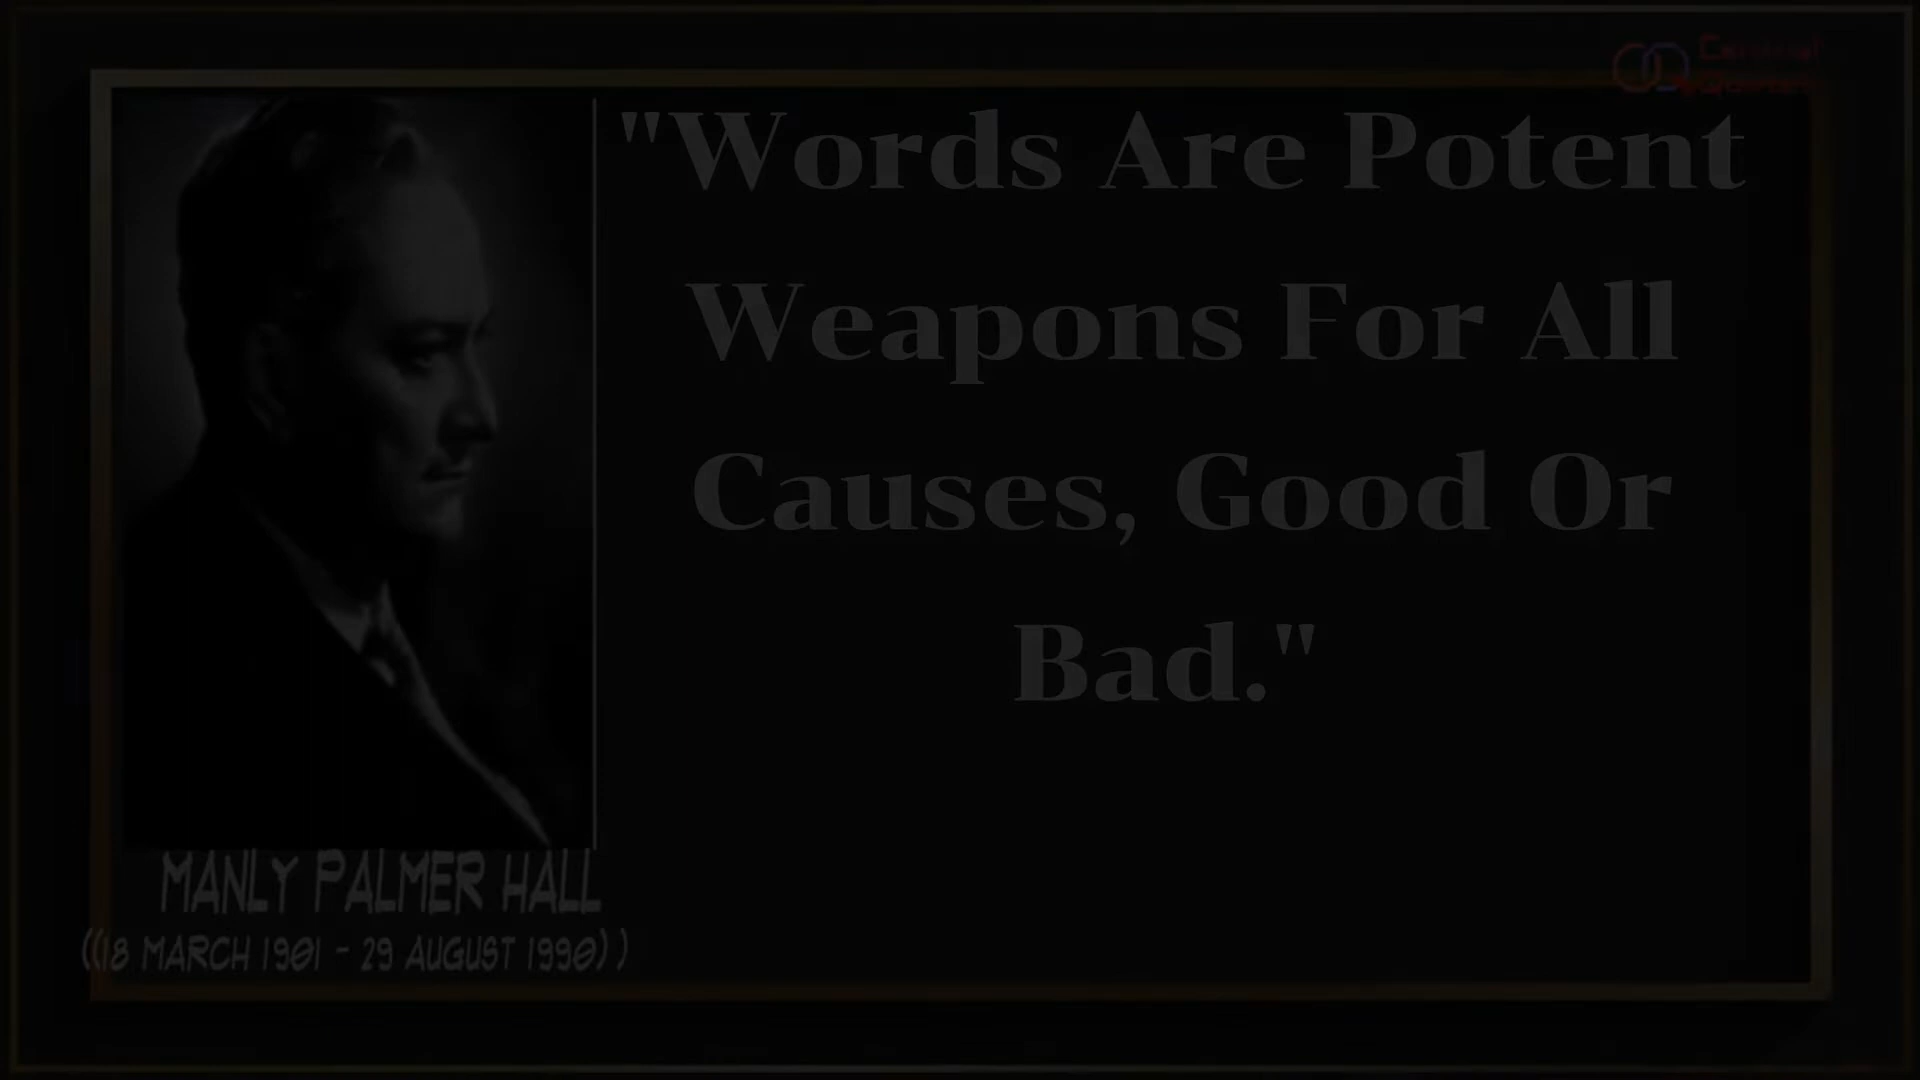 "Words Are Potent
Weapons For All
Causes, Good Or
Bad."
MANLY PALMER HALL
((18 MARCH 1901 - 29 AUGUST 1990))